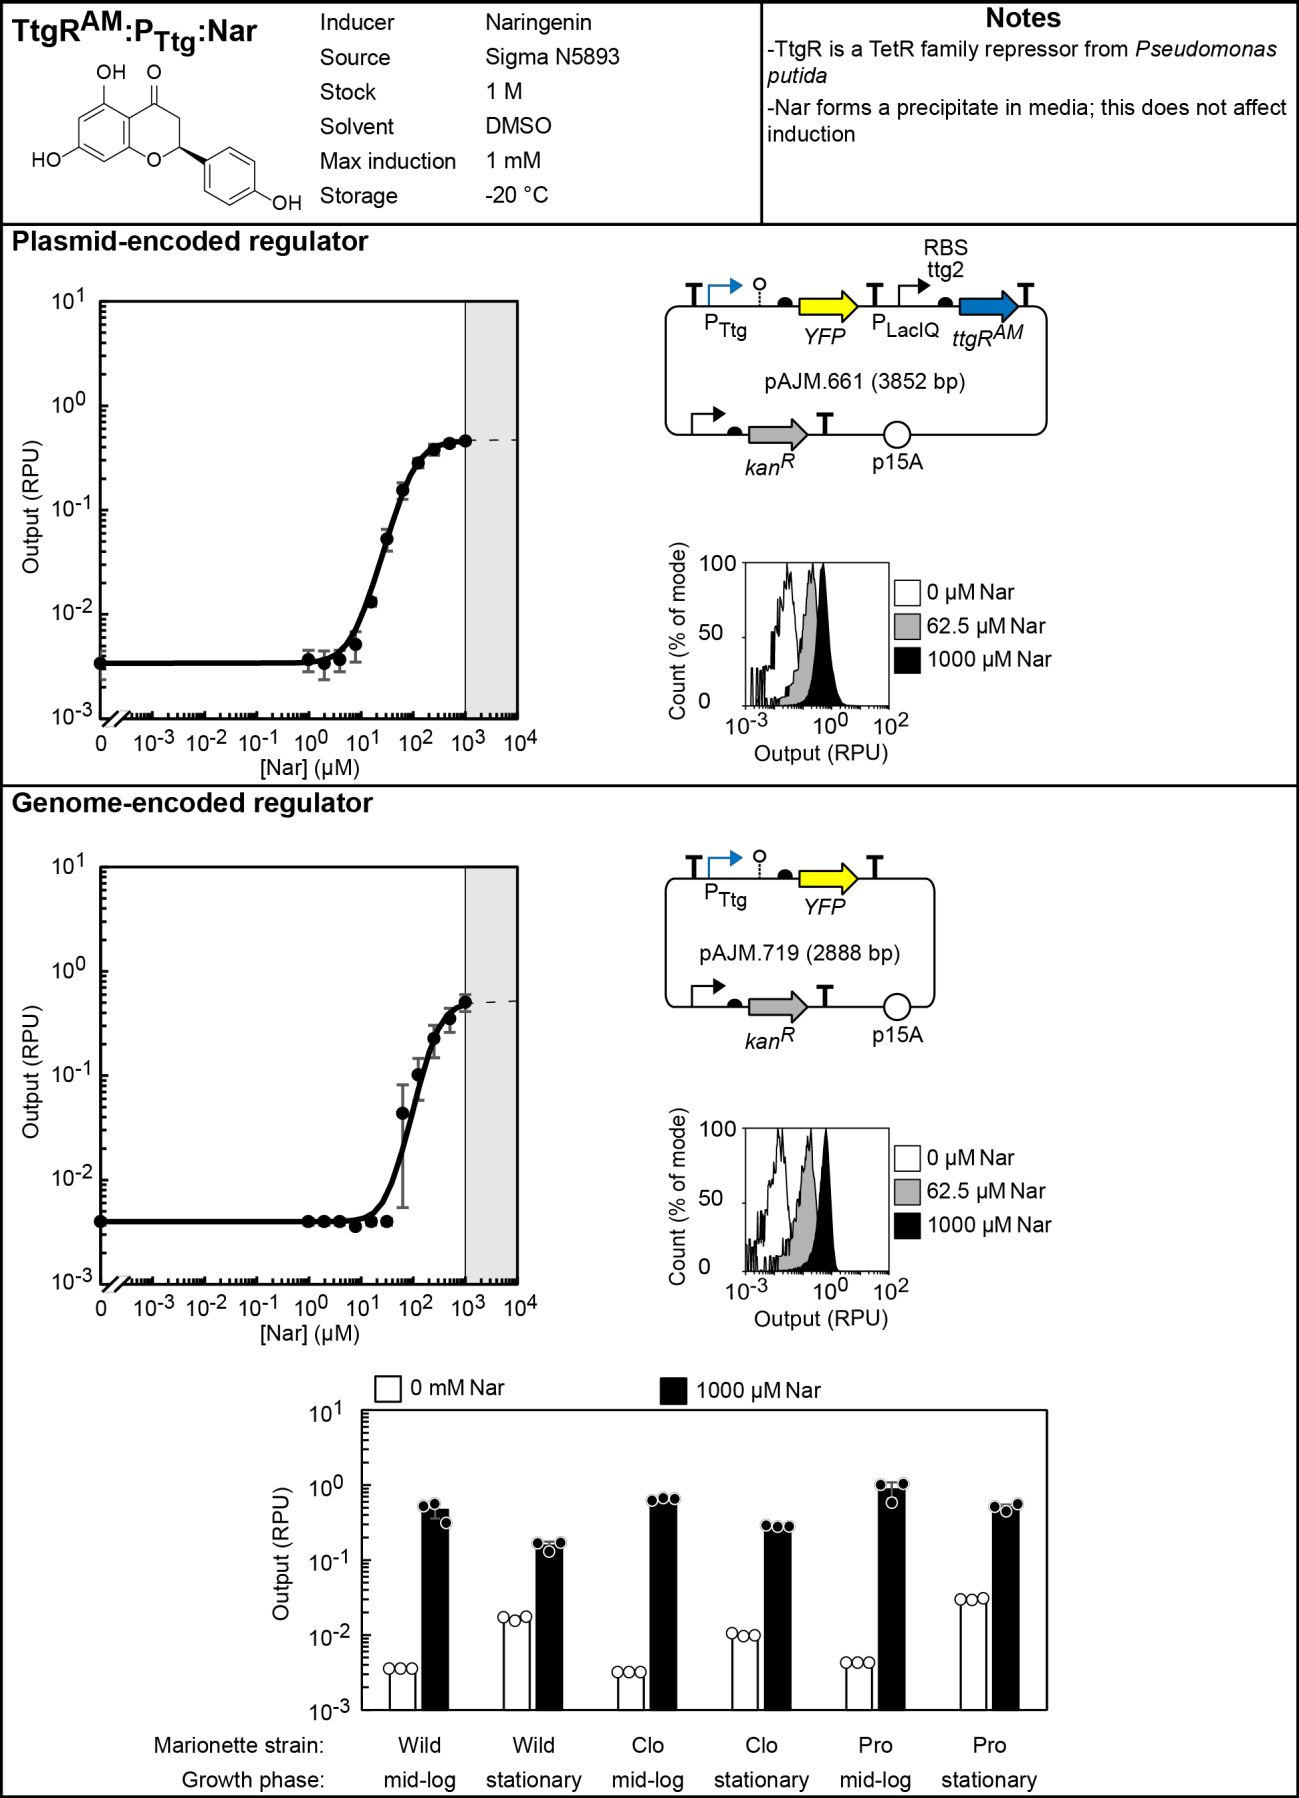 TtgR^AM:P_Ttg:Nar
OH O
HO
O
OH
Inducer Naringenin
Source Sigma N5893
Stock 1 M
Solvent DMSO
Max induction 1 mM
Storage -20 °C
Notes
-TtgR is a TetR family repressor from Pseudomonas
putida
-Nar forms a precipitate in media; this does not affect
induction
Plasmid-encoded regulator
Output (RPU)
10^1
10^0
10^-1
10^-2
10^-3
0 10^-3 10^-2 10^-1 10^0 10^1 10^2 10^3 10^4
[Nar] (µM)
RBS
ttg2
P_Ttg YFP P_LacIQ ttgR^AM
pAJM.661 (3852 bp)
kan^R p15A
Count (% of mode)
100
50
0
10^-3 10^0 10^2
Output (RPU)
0 µM Nar
62.5 µM Nar
1000 µM Nar
Genome-encoded regulator
Output (RPU)
10^1
10^0
10^-1
10^-2
10^-3
0 10^-3 10^-2 10^-1 10^0 10^1 10^2 10^3 10^4
[Nar] (µM)
P_Ttg YFP
pAJM.719 (2888 bp)
kan^R p15A
Count (% of mode)
100
50
0
10^-3 10^0 10^2
Output (RPU)
0 µM Nar
62.5 µM Nar
1000 µM Nar
0 mM Nar 1000 µM Nar
Output (RPU)
10^1
10^0
10^-1
10^-2
10^-3
Marionette strain: Wild Wild Clo Clo Pro Pro
Growth phase: mid-log stationary mid-log stationary mid-log stationary